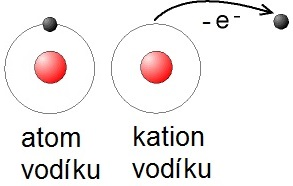 - e⁻
atom
vodíku
kation
vodíku